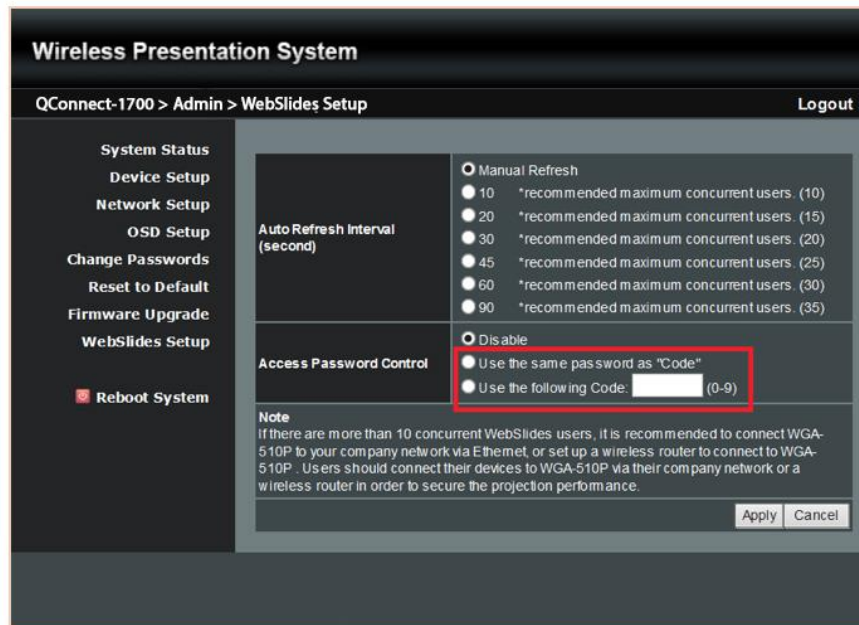 Wireless Presentation System
QConnect-1700 > Admin > WebSlides Setup
Logout
System Status
Device Setup
Network Setup
OSD Setup
Change Passwords
Reset to Default
Firmware Upgrade
WebSlides Setup
Reboot System
Auto Refresh Interval
(second)
Manual Refresh
10 *recommended maximum concurrent users. (10)
20 *recommended maximum concurrent users. (15)
30 *recommended maximum concurrent users. (20)
45 *recommended maximum concurrent users. (25)
60 *recommended maximum concurrent users. (30)
90 *recommended maximum concurrent users. (35)
Access Password Control
Disable
Use the same password as "Code"
Use the following Code: (0-9)
Note
If there are more than 10 concurrent WebSlides users, it is recommended to connect WGA-
510P to your company network via Ethernet, or set up a wireless router to connect to WGA-
510P . Users should connect their devices to WGA-510P via their company network or a
wireless router in order to secure the projection performance.
Apply Cancel